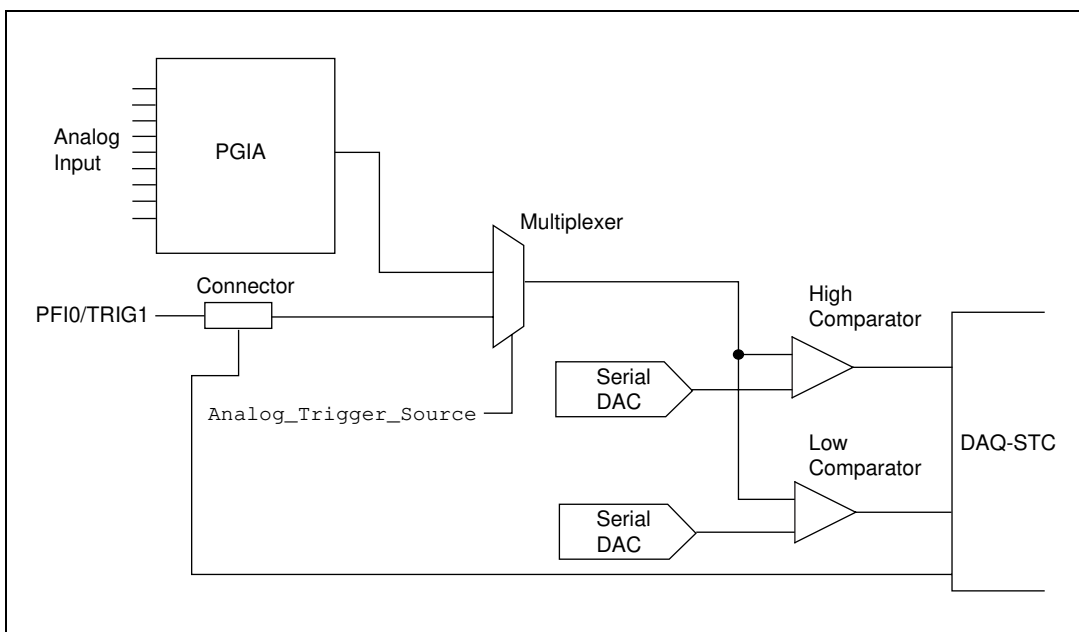 Analog
Input
PGIA
Multiplexer
Connector
PFI0/TRIG1
High
Comparator
Serial
DAC
Analog_Trigger_Source
DAQ-STC
Low
Comparator
Serial
DAC